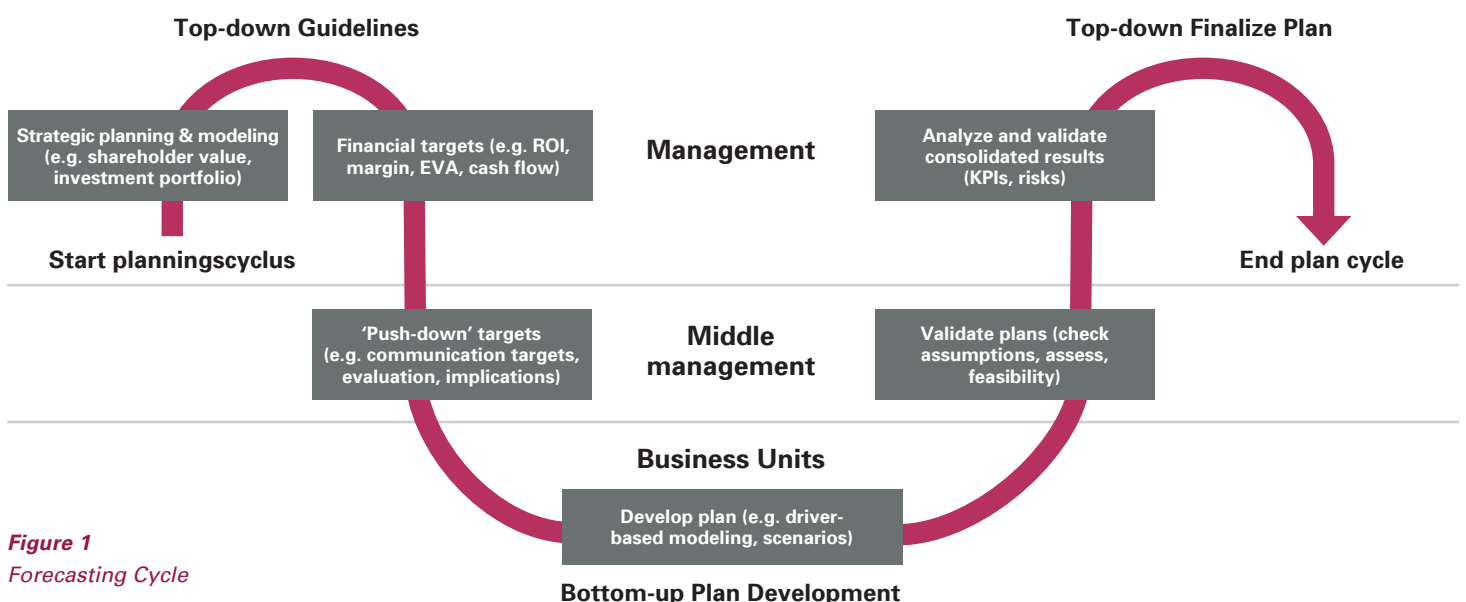 Top-down Guidelines
Top-down Finalize Plan
Strategic planning & modeling
(e.g. shareholder value,
investment portfolio)
Financial targets (e.g. ROI,
margin, EVA, cash flow)
Management
Analyze and validate
consolidated results
(KPIs, risks)
Start planningscyclus
End plan cycle
‘Push-down’ targets
(e.g. communication targets,
evaluation, implications)
Middle
management
Validate plans (check
assumptions, assess,
feasibility)
Business Units
Develop plan (e.g. driver-
based modeling, scenarios)
Bottom-up Plan Development
Figure 1
Forecasting Cycle